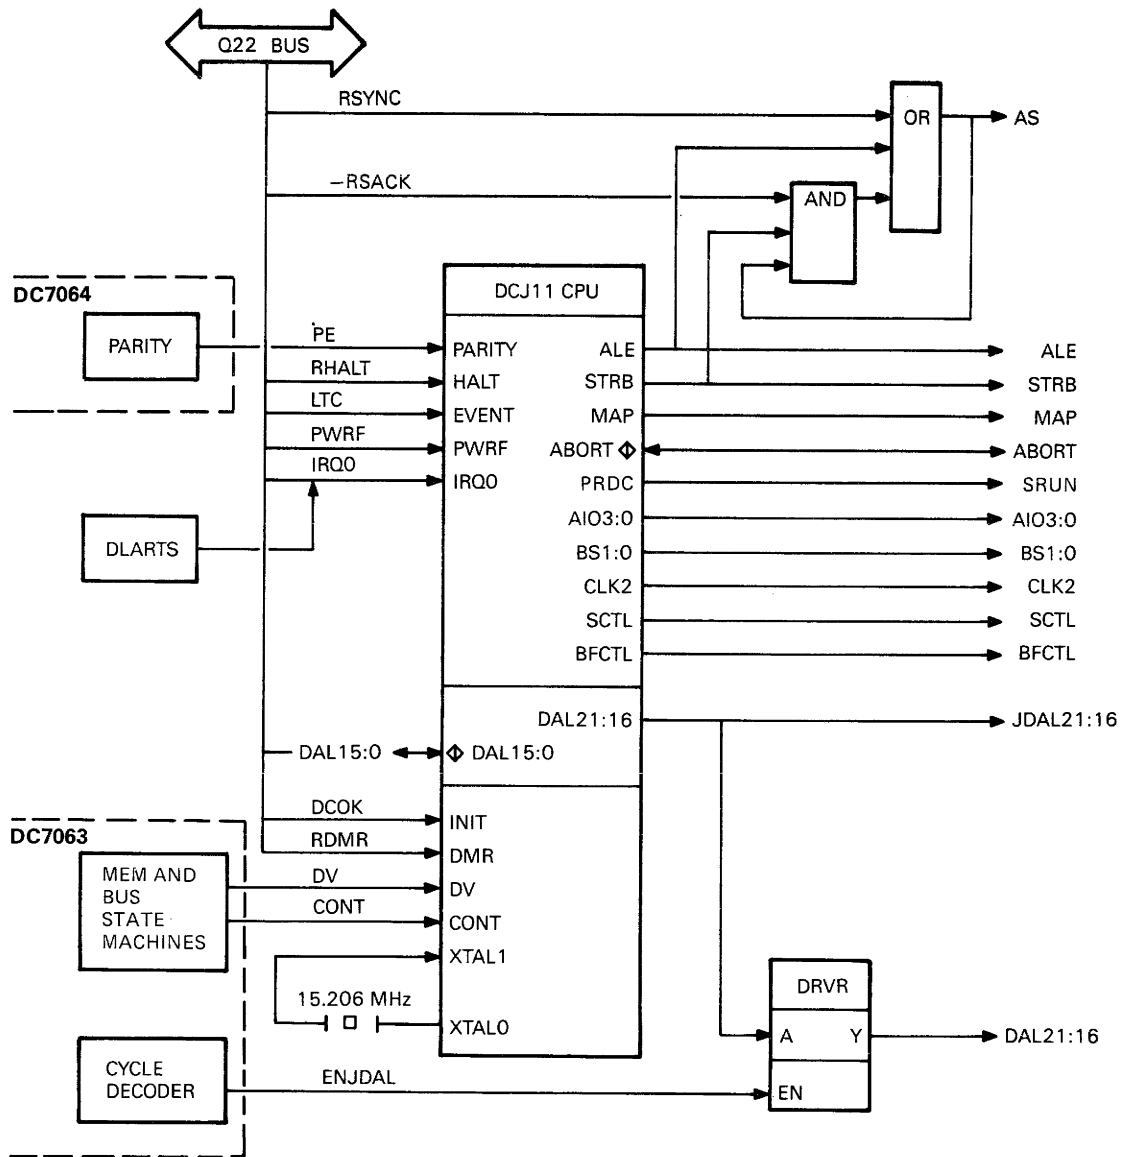 Q22 BUS
RSYNC
OR
AS
–RSACK
AND
DC7064
DCJ11 CPU
PARITY
PE
PARITY
ALE
ALE
RHALT
HALT
STRB
STRB
LTC
EVENT
MAP
MAP
PWRF
PWRF
ABORT
ABORT
IRQ0
IRQ0
PRDC
SRUN
DLARTS
AIO3:0
AIO3:0
BS1:0
BS1:0
CLK2
CLK2
SCTL
SCTL
BFCTL
BFCTL
DAL21:16
JDAL21:16
DAL15:0
DAL15:0
DCOK
INIT
DC7063
RDMR
DMR
MEM AND
BUS
STATE
MACHINES
DV
DV
CONT
CONT
XTAL1
15.206 MHz
XTALO
DRVR
A
Y
DAL21:16
CYCLE
DECODER
ENJDAL
EN